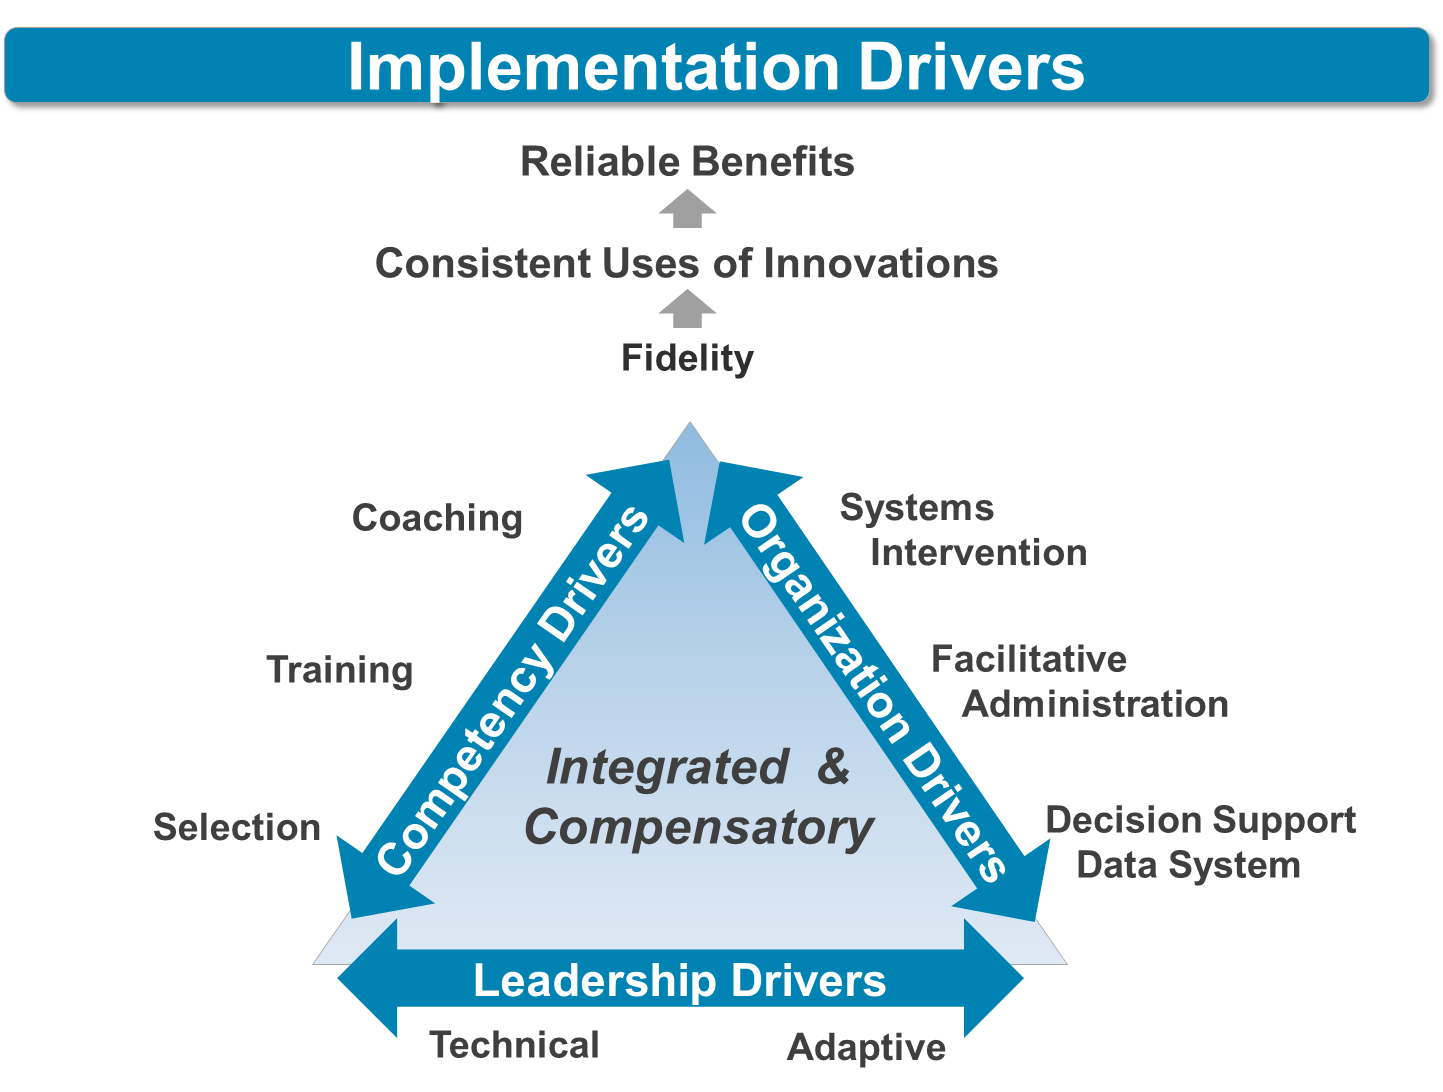 Implementation Drivers
Reliable Benefits
Consistent Uses of Innovations
Fidelity
Coaching
Training
Selection
Competency Drivers
Organization Drivers
Systems
Intervention
Facilitative
Administration
Decision Support
Data System
Integrated &
Compensatory
Leadership Drivers
Technical
Adaptive